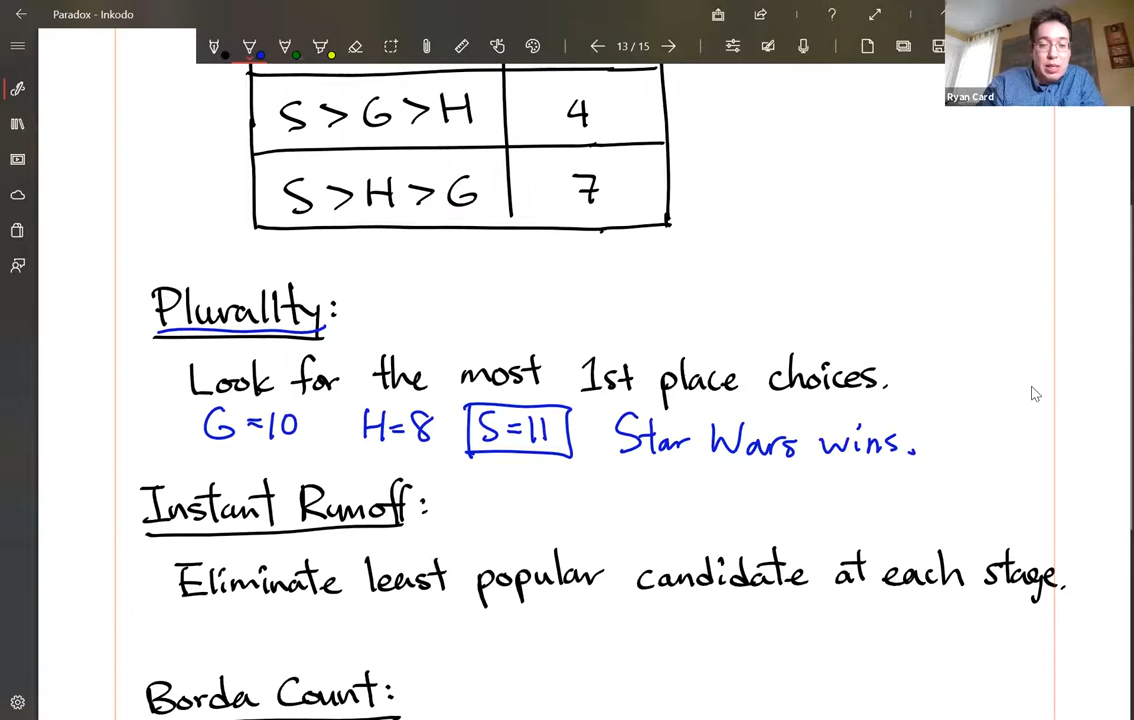 Paradox - Inkodo
13 / 15
Ryan Card
S > G > H 4
S > H > G 7
Plurality:
Look for the most 1st place choices.
G = 10 H = 8 S = 11 Star Wars wins.
Instant Runoff:
Eliminate least popular candidate at each stage.
Borda Count: